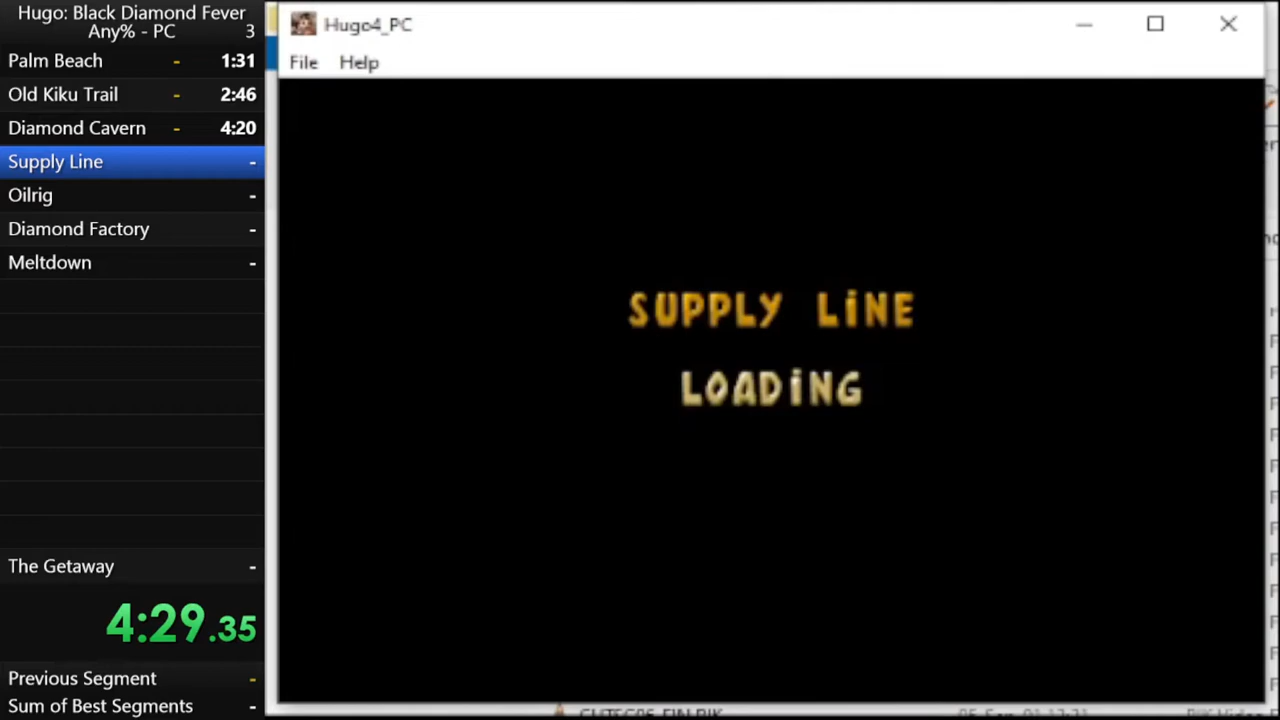 Hugo: Black Diamond Fever
Any% - PC 3
Palm Beach - 1:31
Old Kiku Trail - 2:46
Diamond Cavern - 4:20
Supply Line -
Oilrig -
Diamond Factory -
Meltdown -
The Getaway -
4:29.35
Previous Segment -
Sum of Best Segments -
Hugo4_PC
File Help
SUPPLY LiNE
LOADiNG